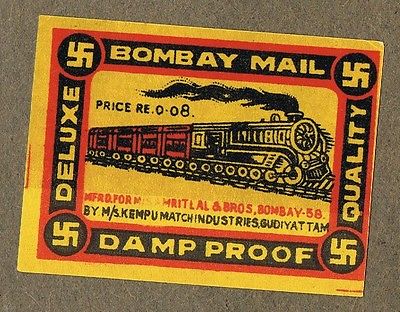 BOMBAY MAIL
DELUXE
QUALITY
PRICE RE.0-08.
MFRD.FOR M/S. AMRITLAL & BROS., BOMBAY-58.
BY M/S.KEMPU MATCH INDUSTRIES,GUDIYATTAM
DAMP PROOF